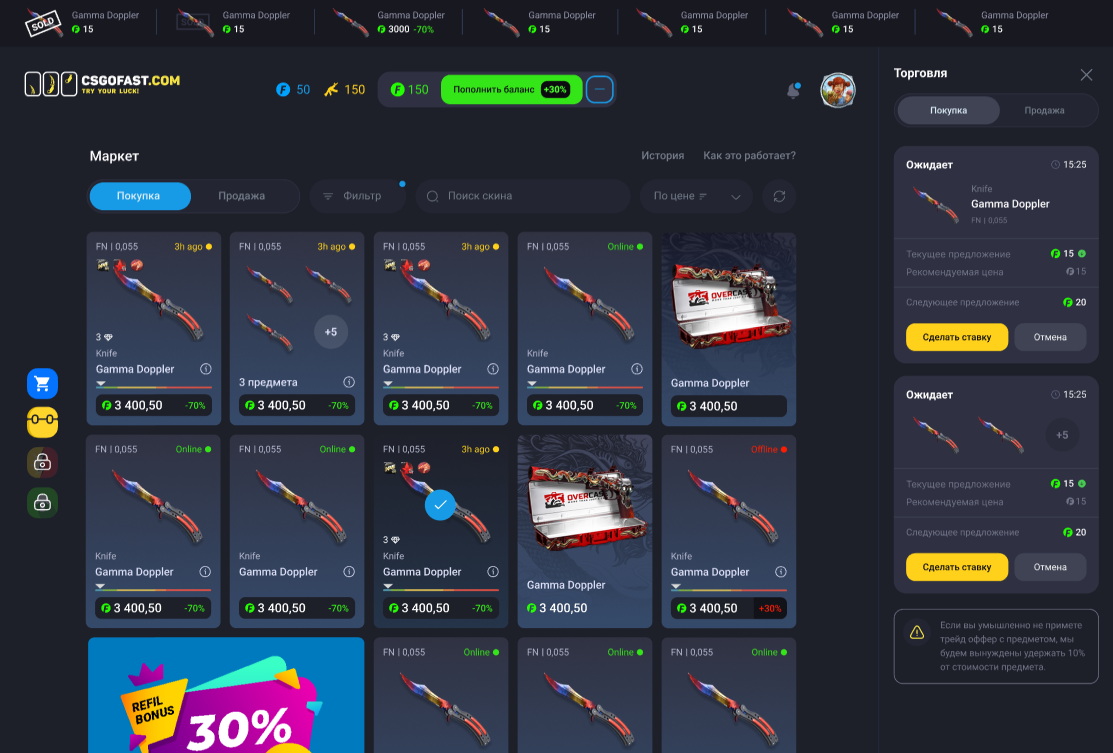 SOLD
Gamma Doppler
15
SOLD
Gamma Doppler
15
Gamma Doppler
3000 -70%
Gamma Doppler
15
Gamma Doppler
15
Gamma Doppler
15
Gamma Doppler
15
CSGOFAST.COM
TRY YOUR LUCK!
50
150
150
Пополнить баланс +30%
Маркет
История
Как это работает?
Покупка
Продажа
Фильтр
Поиск скина
По цене
FN | 0,055
3h ago
3
Knife
Gamma Doppler
3 400,50
-70%
FN | 0,055
3h ago
+5
3 предмета
3 400,50
-70%
FN | 0,055
3h ago
3
Knife
Gamma Doppler
3 400,50
-70%
FN | 0,055
Online
Knife
Gamma Doppler
3 400,50
-70%
OVERCAS
Gamma Doppler
3 400,50
FN | 0,055
Online
Knife
Gamma Doppler
3 400,50
-70%
FN | 0,055
Online
Knife
Gamma Doppler
3 400,50
-70%
FN | 0,055
3h ago
3
Knife
Gamma Doppler
3 400,50
-70%
OVERCAS
Gamma Doppler
3 400,50
FN | 0,055
Offline
Knife
Gamma Doppler
3 400,50
+30%
REFIL
BONUS
30%
FN | 0,055
Online
FN | 0,055
Online
FN | 0,055
Online
Торговля
Покупка
Продажа
Ожидает
15:25
Knife
Gamma Doppler
FN | 0,055
Текущее предложение
15
Рекомендуемая цена
15
Следующее предложение
20
Сделать ставку
Отмена
Ожидает
15:25
+5
Текущее предложение
15
Рекомендуемая цена
15
Следующее предложение
20
Сделать ставку
Отмена
Если вы умышленно не примете
трейд оффер с предметом, мы
будем вынуждены удержать 10%
от стоимости предмета.